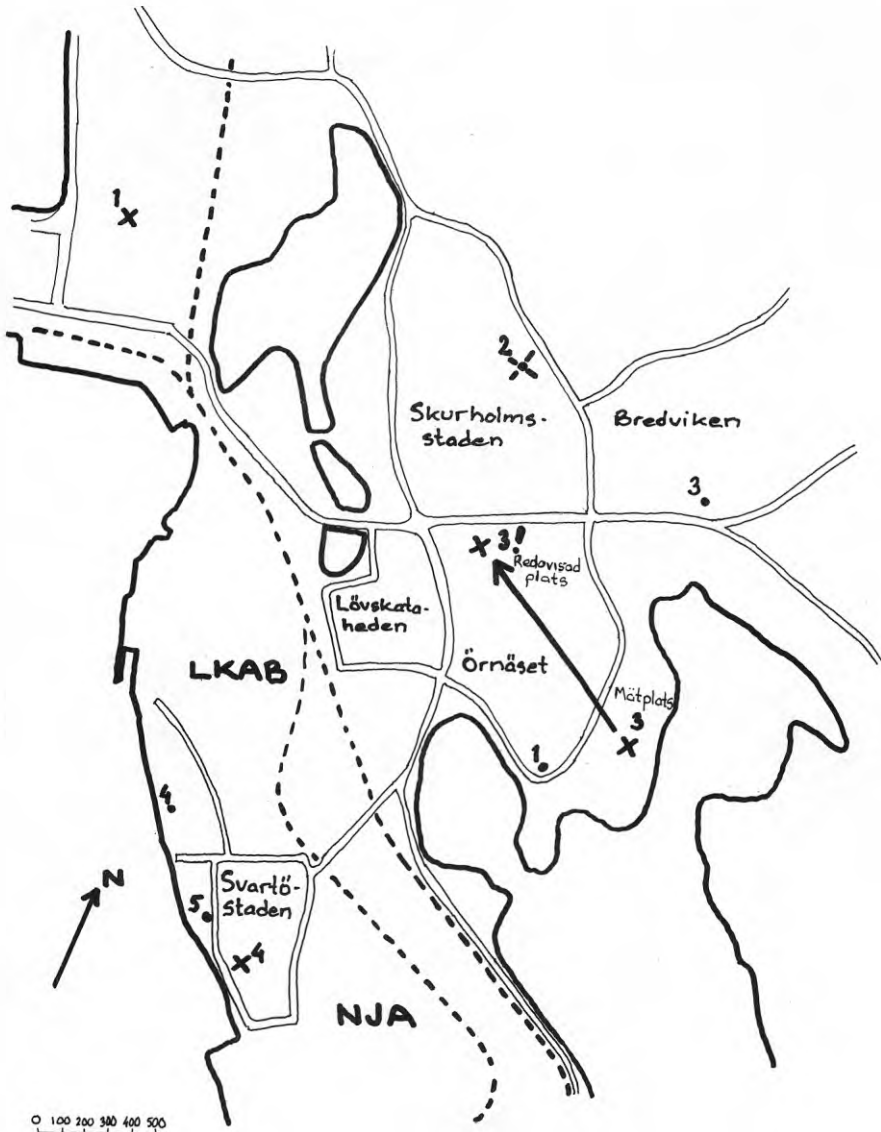 1
2
Skurholms-
staden
Bredviken
3
3!
Redovisad
plats
Lövskata-
heden
LKAB
Örnäset
Mätplats
3
1
4
N
Svartö-
staden
5
4
NJA
0 100 200 300 400 500